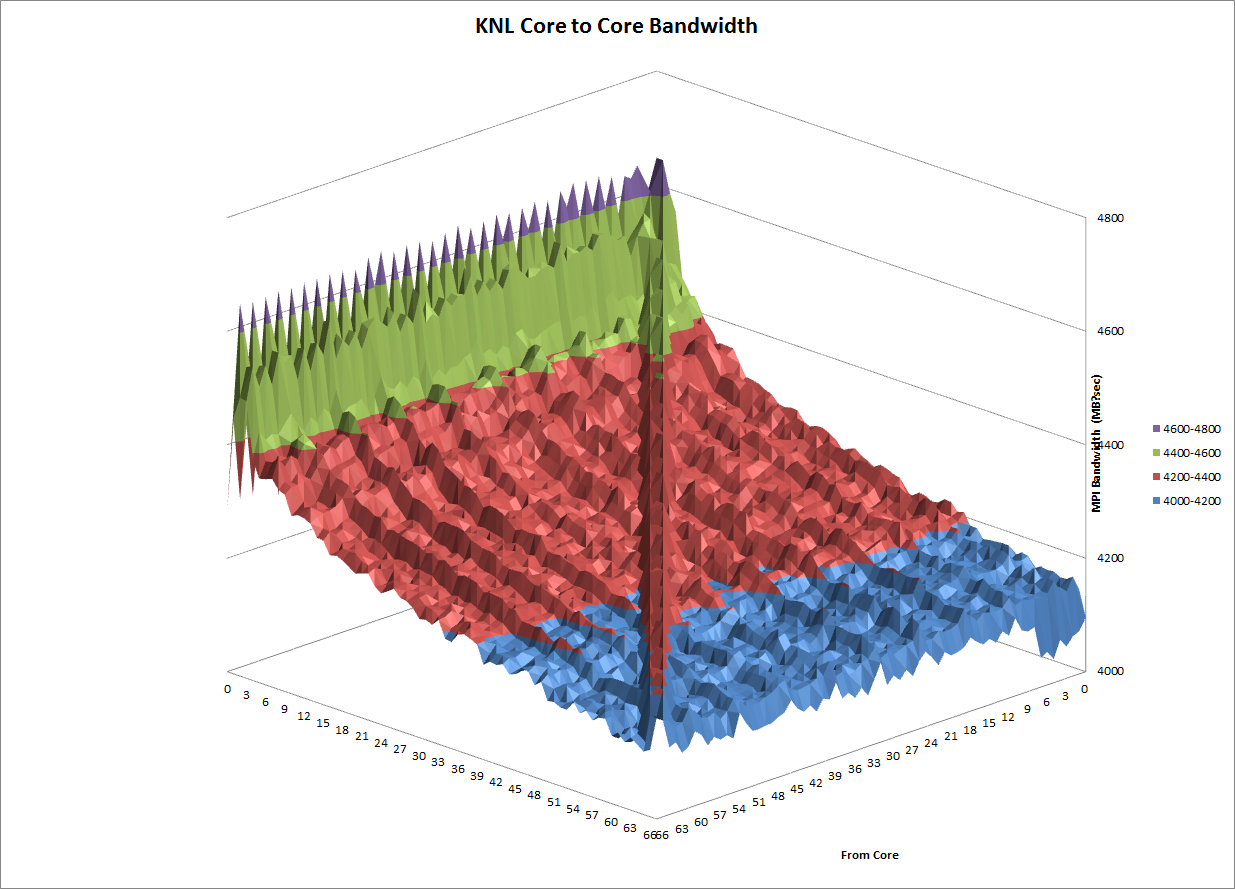 KNL Core to Core Bandwidth
4800
4600
4400
4200
4000
MPI Bandwidth (MB?sec)
4600-4800
4400-4600
4200-4400
4000-4200
0 3 6 9 12 15 18 21 24 27 30 33 36 39 42 45 48 51 54 57 60 63 66
66 63 60 57 54 51 48 45 42 39 36 33 30 27 24 21 18 15 12 9 6 3 0
From Core